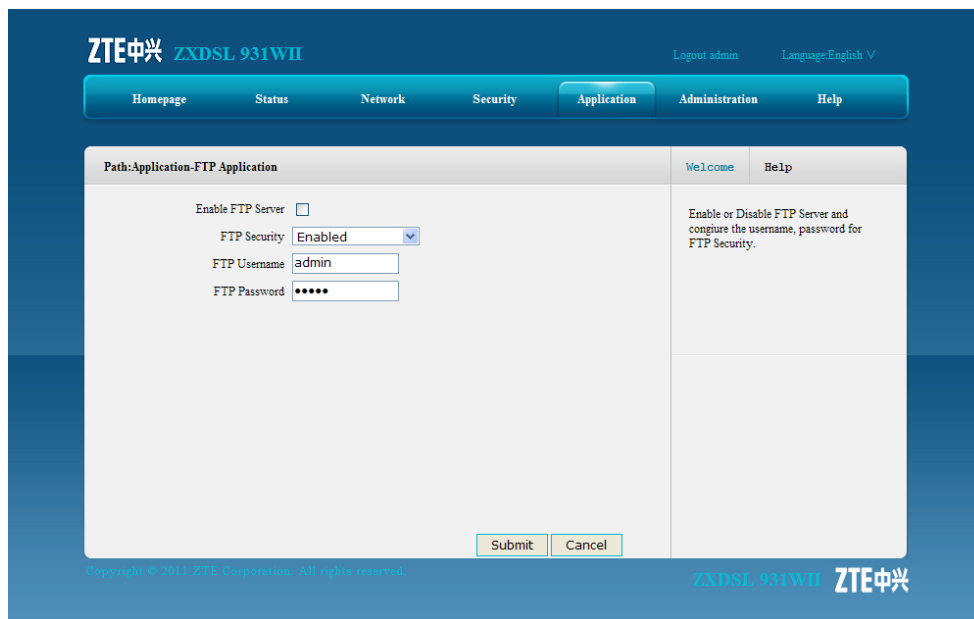 ZTE中兴 ZXDSL 931WII
Logout admin Language:English V
Homepage Status Network Security Application Administration Help
Path:Application-FTP Application
Welcome Help
Enable FTP Server
FTP Security Enabled
FTP Username admin
FTP Password •••••
Enable or Disable FTP Server and
congiure the username, password for
FTP Security.
Submit Cancel
Copyright © 2011 ZTE Corporation. All rights reserved.
ZXDSL 931WII ZTE中兴